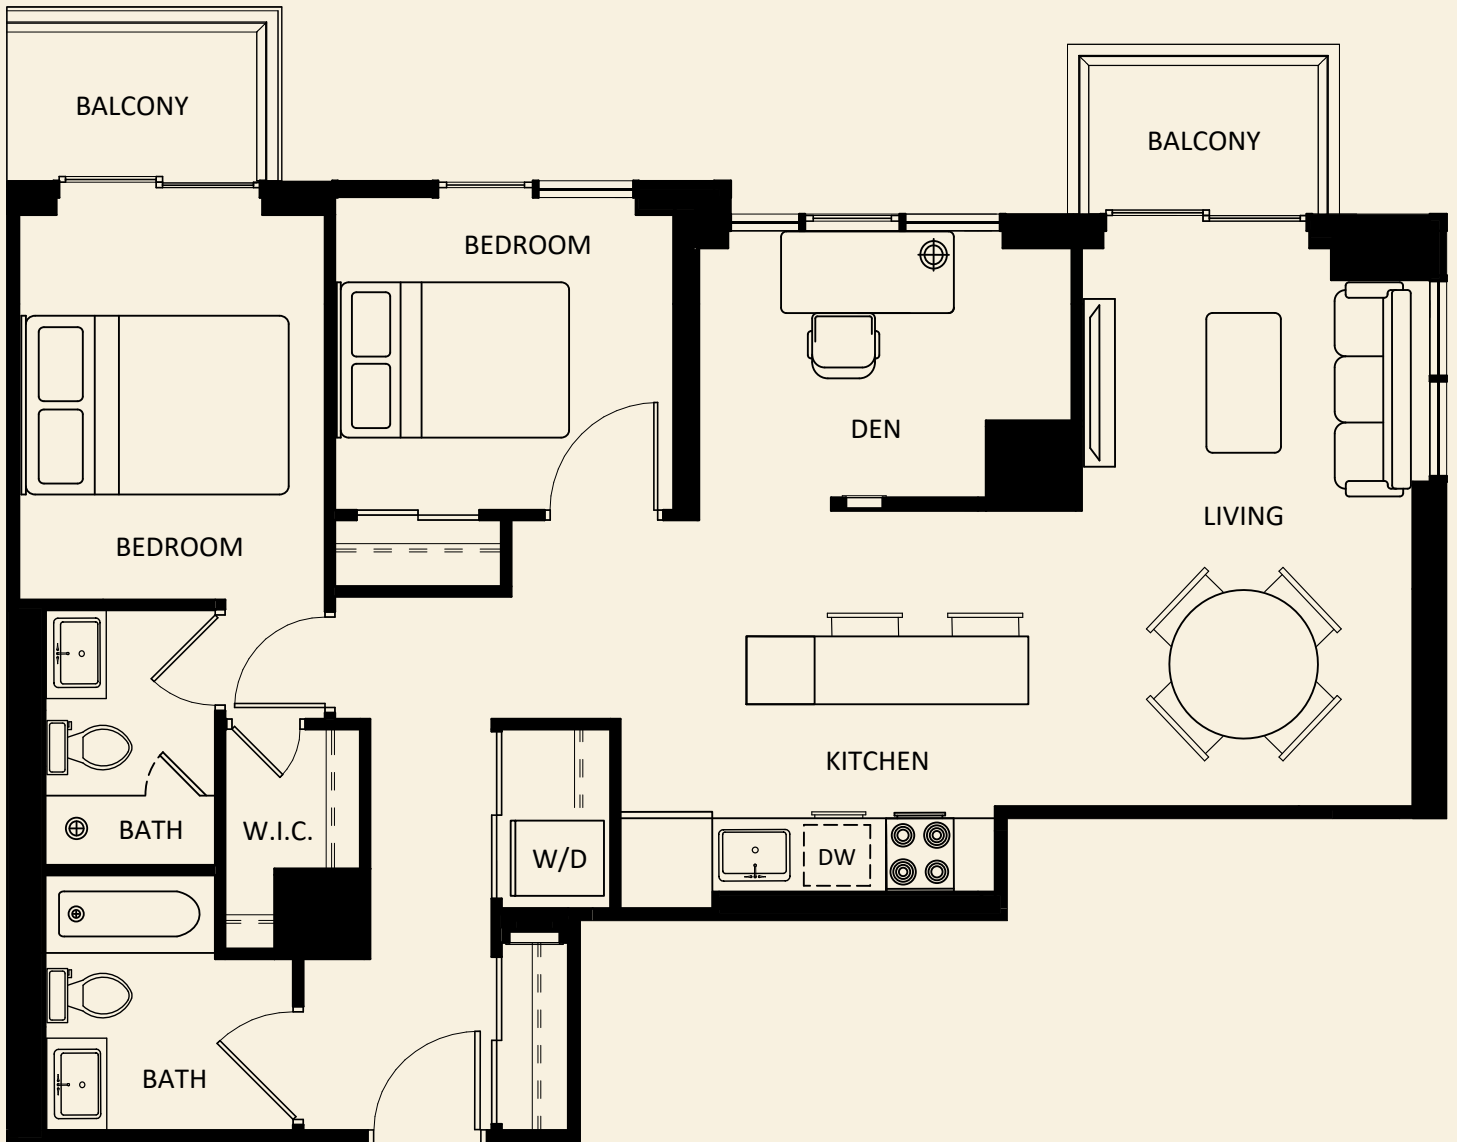 BALCONY
BALCONY
BEDROOM
DEN
LIVING
BEDROOM
KITCHEN
BATH
W.I.C.
W/D
DW
BATH